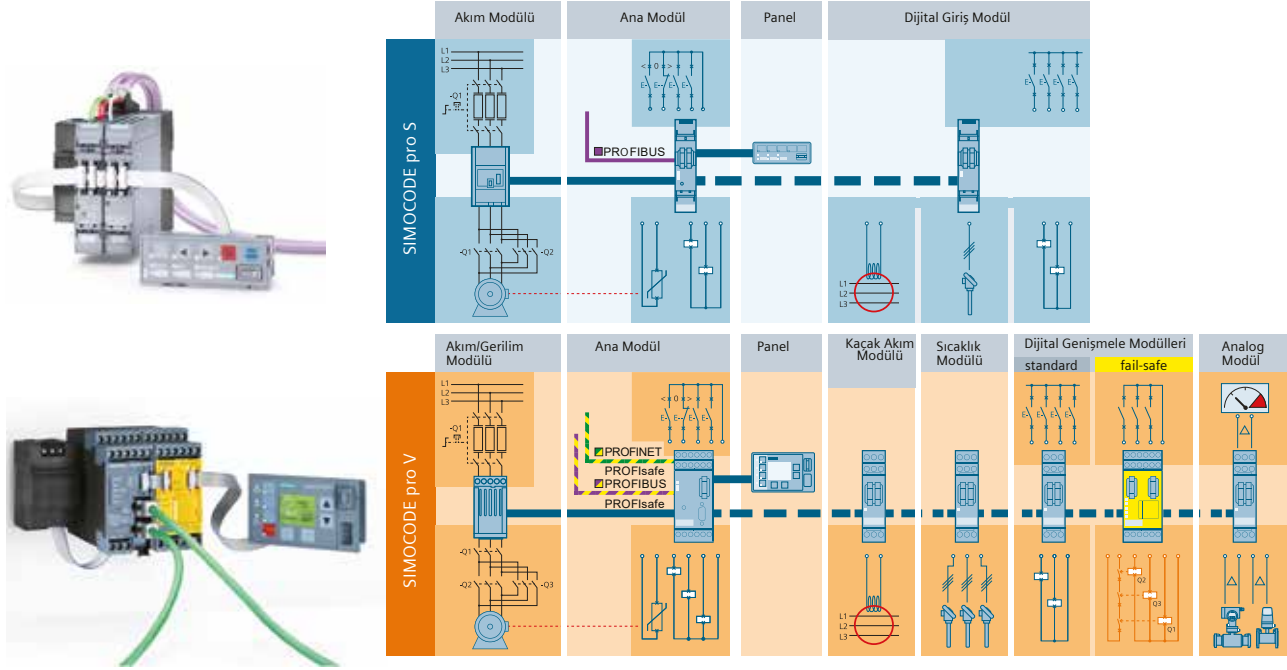 Akım Modülü
Ana Modül
Panel
Dijital Giriş Modül
SIMOCODE pro S
L1
L2
L3
-Q1
< 0 >
E-
E--
E-
E-
E-
E-
E-
E-
PROFIBUS
-Q1
-Q2
L1
L2
L3
Akım/Gerilim
Modülü
Ana Modül
Panel
Kaçak Akım
Modülü
Sıcaklık
Modülü
Dijital Genişmele Modülleri
standard
fail-safe
Analog
Modül
SIMOCODE pro V
L1
L2
L3
-Q1
< 0 >
E-
E--
E-
E-
E-
E-
E-
E-
PROFINET
PROFIsafe
PROFIBUS
PROFIsafe
-Q1
-Q2
-Q3
L1
L2
L3
Q2
Q3
Q1